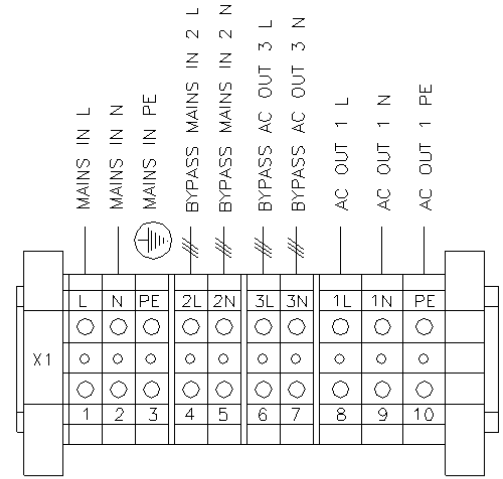 MAINS IN L
MAINS IN N
MAINS IN PE
BYPASS MAINS IN 2 L
BYPASS MAINS IN 2 N
BYPASS AC OUT 3 L
BYPASS AC OUT 3 N
AC OUT 1 L
AC OUT 1 N
AC OUT 1 PE
L N PE 2L 2N 3L 3N 1L 1N PE
X1
1 2 3 4 5 6 7 8 9 10